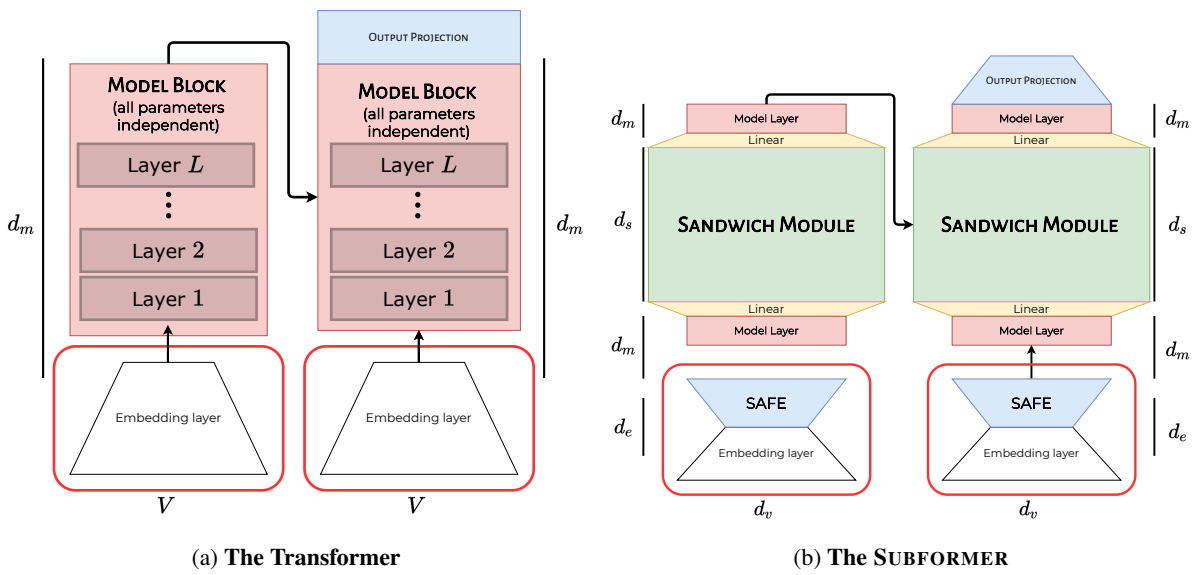 OUTPUT PROJECTION
MODEL BLOCK
(all parameters
independent)
Layer L
Layer 2
Layer 1
Embedding layer
V
d_m
MODEL BLOCK
(all parameters
independent)
Layer L
Layer 2
Layer 1
Embedding layer
V
d_m
(a) The Transformer
d_m
Model Layer
Linear
d_s
SANDWICH MODULE
Linear
Model Layer
d_m
SAFE
d_e
Embedding layer
d_v
OUTPUT PROJECTION
Model Layer
d_m
Linear
SANDWICH MODULE
d_s
Linear
Model Layer
d_m
SAFE
d_e
Embedding layer
d_v
(b) The SUBFORMER